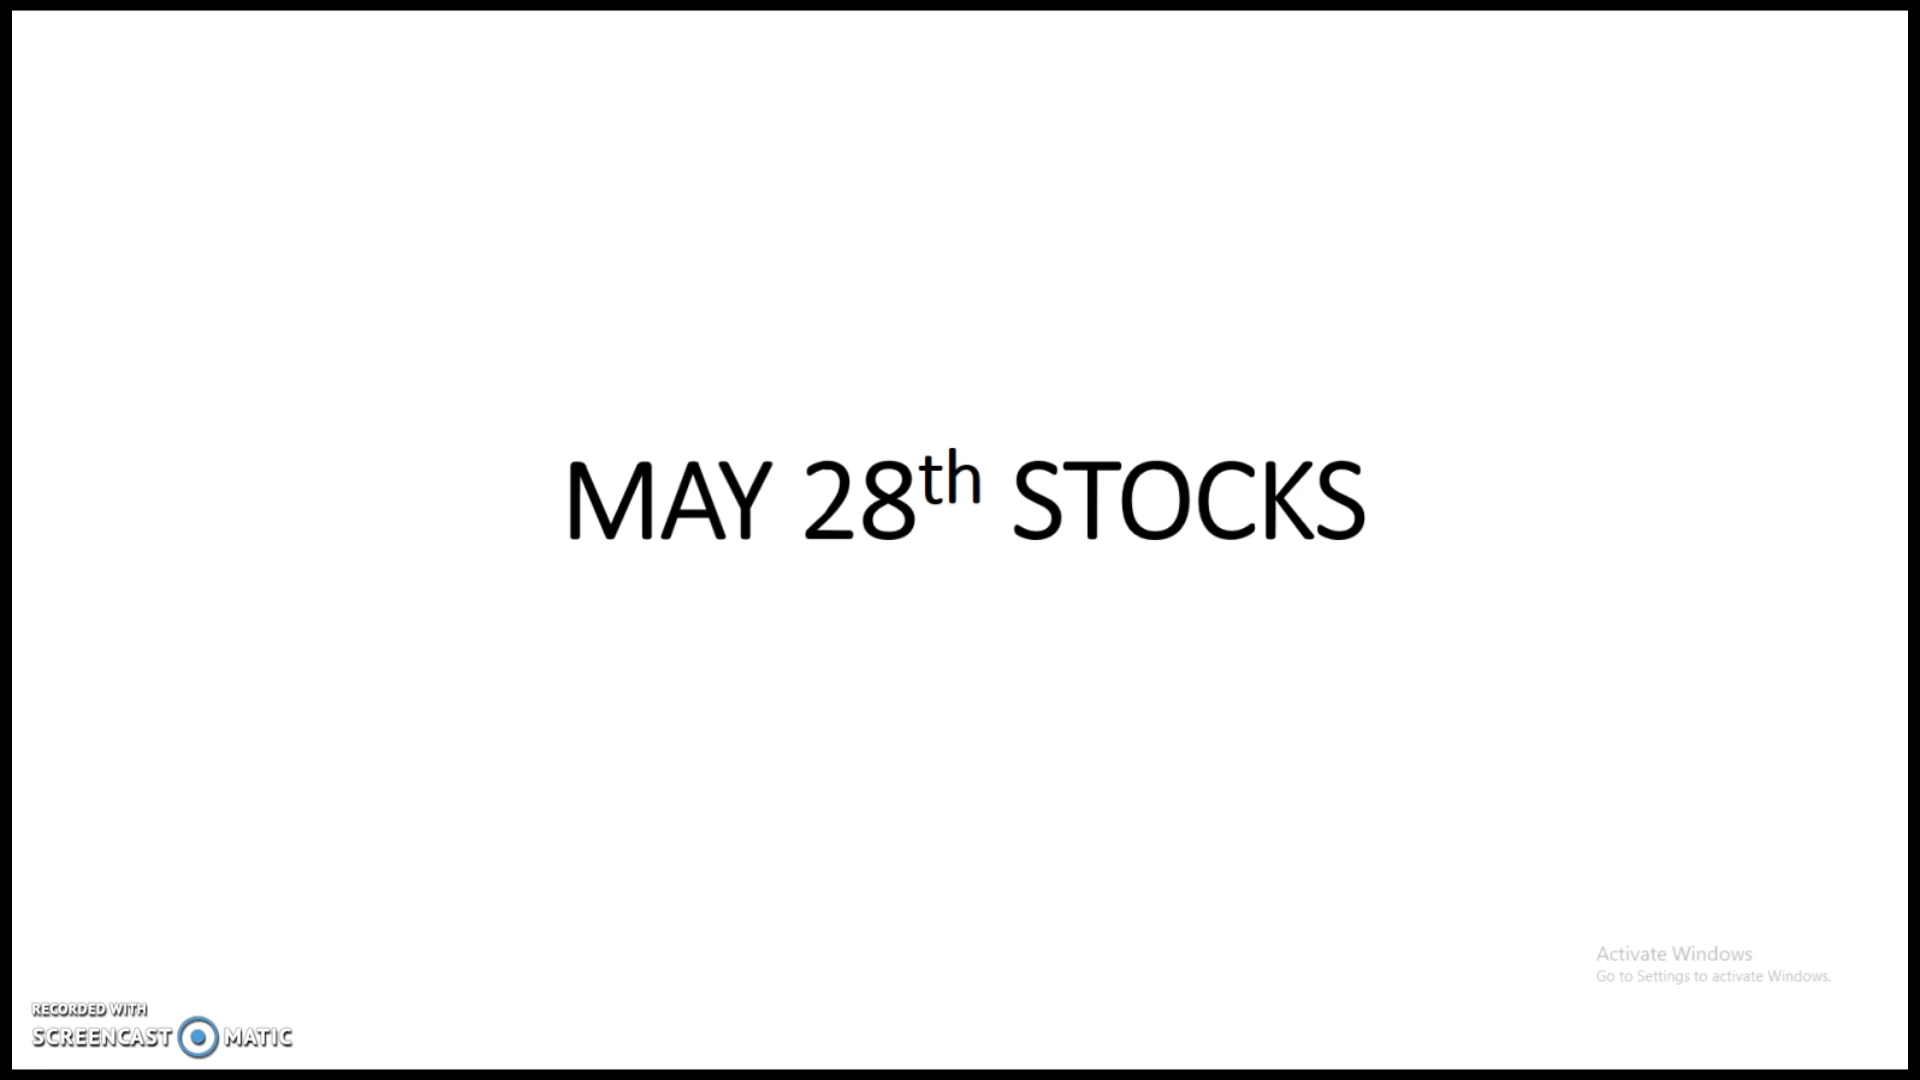 MAY 28th STOCKS
Activate Windows
Go to Settings to activate Windows.
RECORDED WITH
SCREENCAST MATIC